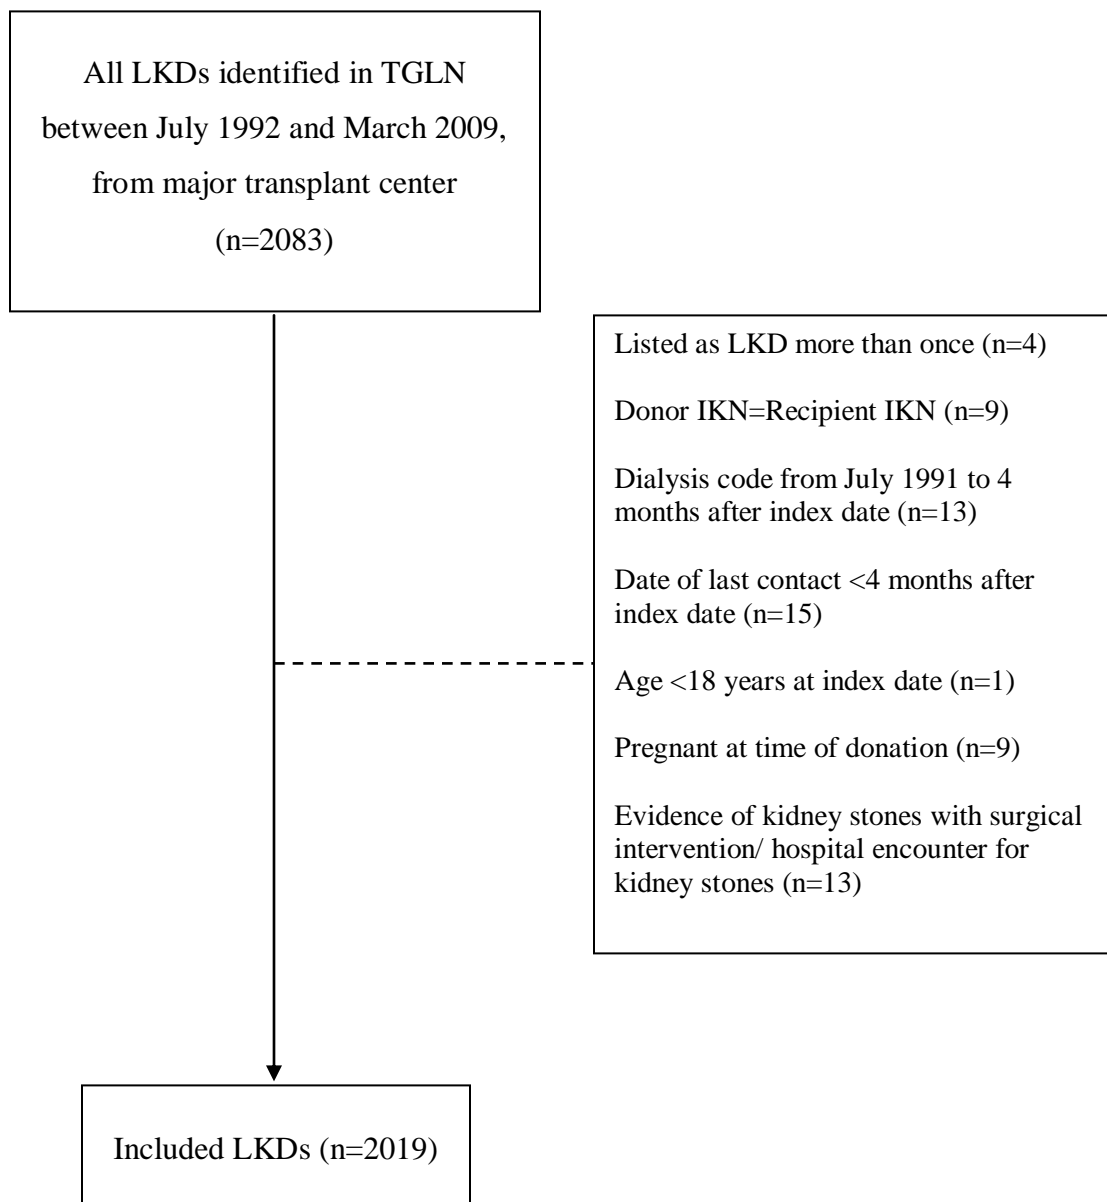 All LKDs identified in TGLN
between July 1992 and March 2009,
from major transplant center
(n=2083)
Listed as LKD more than once (n=4)
Donor IKN=Recipient IKN (n=9)
Dialysis code from July 1991 to 4
months after index date (n=13)
Date of last contact <4 months after
index date (n=15)
Age <18 years at index date (n=1)
Pregnant at time of donation (n=9)
Evidence of kidney stones with surgical
intervention/ hospital encounter for
kidney stones (n=13)
Included LKDs (n=2019)